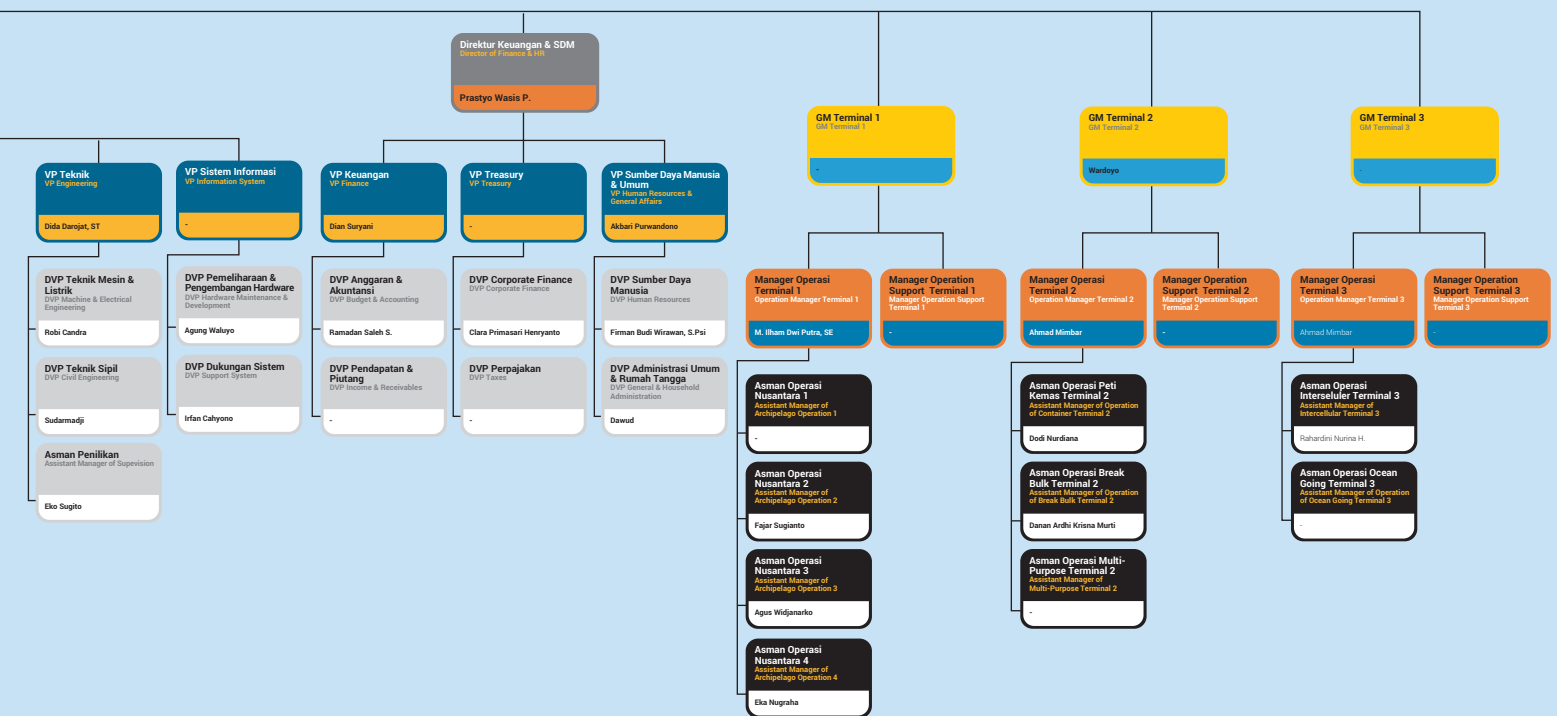 Direktur Keuangan & SDM
Director of Finance & HR
Prastyo Wasis P.
VP Teknik
VP Engineering
Dida Darojat, ST
DVP Teknik Mesin &
Listrik
DVP Machine & Electrical
Engineering
Robi Candra
DVP Teknik Sipil
DVP Civil Engineering
Sudarmadji
Asman Penilikan
Assistant Manager of Supevision
Eko Sugito
VP Sistem Informasi
VP Information System
-
DVP Pemeliharaan &
Pengembangan Hardware
DVP Hardware Maintenance &
Development
Agung Waluyo
DVP Dukungan Sistem
DVP Support System
Irfan Cahyono
VP Keuangan
VP Finance
Dian Suryani
DVP Anggaran &
Akuntansi
DVP Budget & Accounting
Ramadan Saleh S.
DVP Pendapatan &
Piutang
DVP Income & Receivables
-
VP Treasury
VP Treasury
-
DVP Corporate Finance
DVP Corporate Finance
Clara Primasari Henryanto
DVP Perpajakan
DVP Taxes
-
VP Sumber Daya Manusia
& Umum
VP Human Resources &
General Affairs
Akbari Purwandono
DVP Sumber Daya
Manusia
DVP Human Resources
Firman Budi Wirawan, S.Psi
DVP Administrasi Umum
& Rumah Tangga
DVP General & Household
Administration
Dawud
GM Terminal 1
GM Terminal 1
-
Manager Operasi
Terminal 1
Operation Manager Terminal 1
M. Ilham Dwi Putra, SE
Manager Operation
Support Terminal 1
Manager Operation Support
Terminal 1
-
Asman Operasi
Nusantara 1
Assistant Manager of
Archipelago Operation 1
-
Asman Operasi
Nusantara 2
Assistant Manager of
Archipelago Operation 2
Fajar Sugianto
Asman Operasi
Nusantara 3
Assistant Manager of
Archipelago Operation 3
Agus Widjanarko
Asman Operasi
Nusantara 4
Assistant Manager of
Archipelago Operation 4
Eka Nugraha
GM Terminal 2
GM Terminal 2
Wardoyo
Manager Operasi
Terminal 2
Operation Manager Terminal 2
Ahmad Mimbar
Manager Operation
Support Terminal 2
Manager Operation Support
Terminal 2
-
Asman Operasi Peti
Kemas Terminal 2
Assistant Manager of Operation
of Container Terminal 2
Dodi Nurdiana
Asman Operasi Break
Bulk Terminal 2
Assistant Manager of Operation
of Break Bulk Terminal 2
Danan Ardhi Krisna Murti
Asman Operasi Multi-
Purpose Terminal 2
Assistant Manager of
Multi-Purpose Terminal 2
-
GM Terminal 3
GM Terminal 3
-
Manager Operasi
Terminal 3
Operation Manager Terminal 3
Ahmad Mimbar
Manager Operation
Support Terminal 3
Manager Operation Support
Terminal 3
-
Asman Operasi
Interseluler Terminal 3
Assistant Manager of
Intercellular Terminal 3
Rahardini Nurina H.
Asman Operasi Ocean
Going Terminal 3
Assistant Manager of Operation
of Ocean Going Terminal 3
-